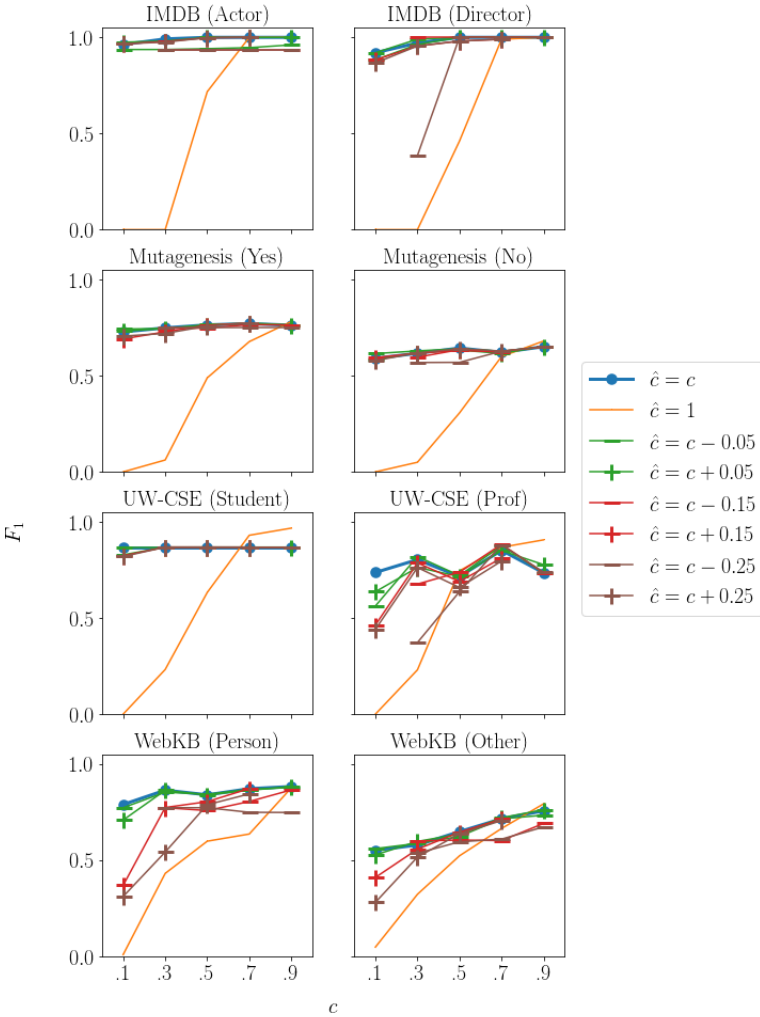 IMDB (Actor)
IMDB (Director)
1.0
0.5
0.0
Mutagenesis (Yes)
Mutagenesis (No)
1.0
0.5
0.0
UW-CSE (Student)
UW-CSE (Prof)
1.0
0.5
0.0
WebKB (Person)
WebKB (Other)
1.0
0.5
0.0
.1 .3 .5 .7 .9
.1 .3 .5 .7 .9
F₁
c
ĉ = c
ĉ = 1
ĉ = c − 0.05
ĉ = c + 0.05
ĉ = c − 0.15
ĉ = c + 0.15
ĉ = c − 0.25
ĉ = c + 0.25